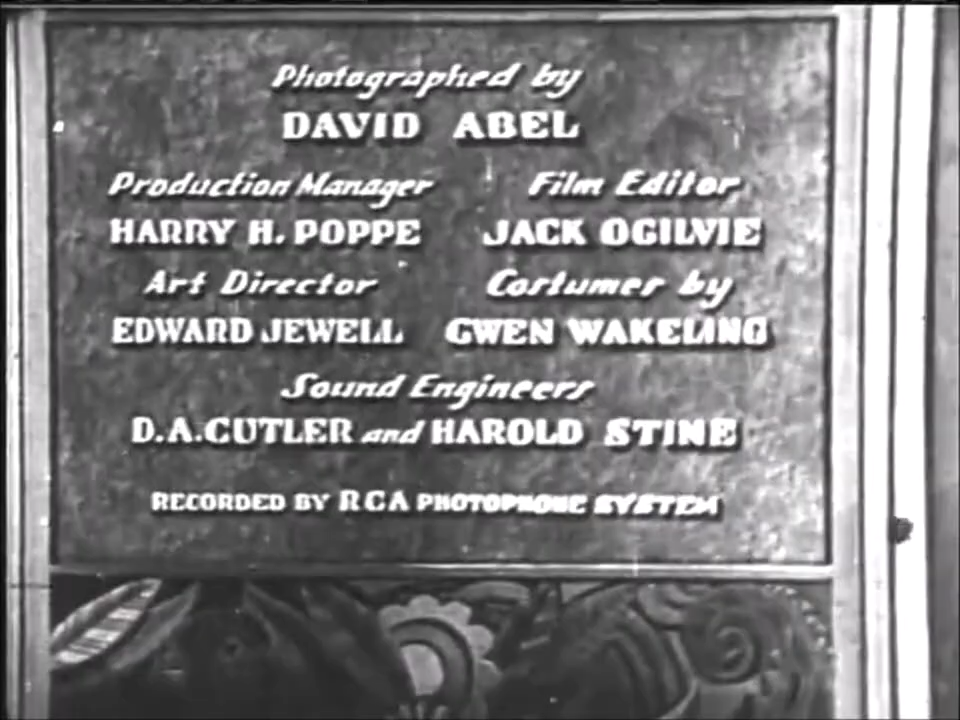 Photographed by
DAVID ABEL
Production Manager Film Editor
HARRY H. POPPE JACK OGILVIE
Art Director Costumer by
EDWARD JEWELL GWEN WAKELING
Sound Engineers
D.A.CUTLER and HAROLD STINE
RECORDED BY RCA PHOTOPHONE SYSTEM